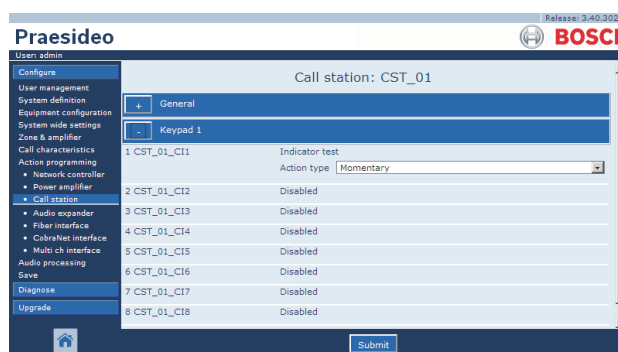 Release: 3.40.302
Praesideo
BOSC
User: admin
Configure
User management
System definition
Equipment configuration
System wide settings
Zone & amplifier
Call characteristics
Action programming
• Network controller
• Power amplifier
• Call station
• Audio expander
• Fiber interface
• CobraNet interface
• Multi ch interface
Audio processing
Save
Diagnose
Upgrade
Call station: CST_01
+ General
- Keypad 1
1 CST_01_CI1 Indicator test
Action type Momentary
2 CST_01_CI2 Disabled
3 CST_01_CI3 Disabled
4 CST_01_CI4 Disabled
5 CST_01_CI5 Disabled
6 CST_01_CI6 Disabled
7 CST_01_CI7 Disabled
8 CST_01_CI8 Disabled
Submit